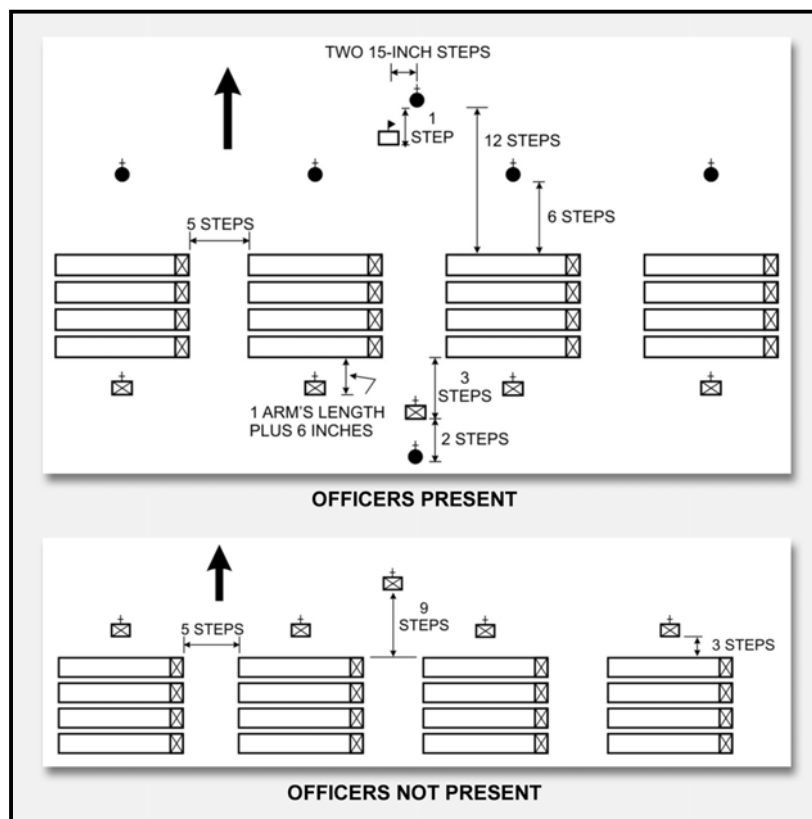 TWO 15-INCH STEPS
1
STEP
12 STEPS
6 STEPS
5 STEPS
3
STEPS
1 ARM'S LENGTH
PLUS 6 INCHES
2 STEPS
OFFICERS PRESENT
9
STEPS
5 STEPS
3 STEPS
OFFICERS NOT PRESENT